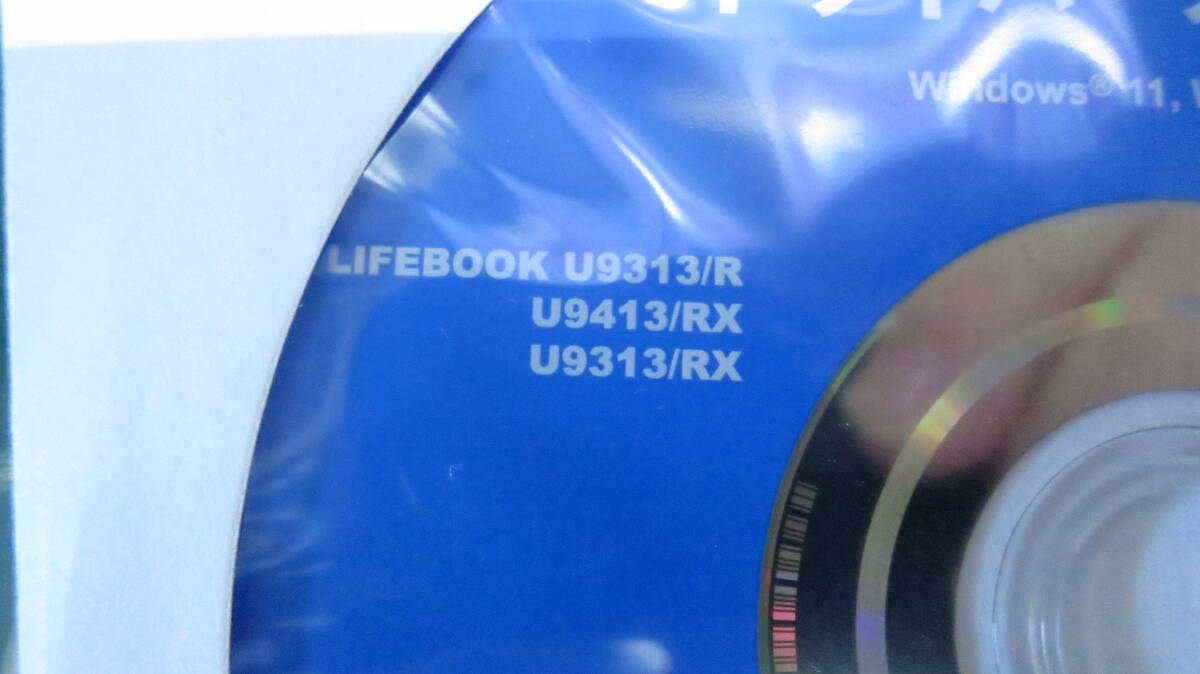 Windows® 11,
LIFEBOOK U9313/R
U9413/RX
U9313/RX